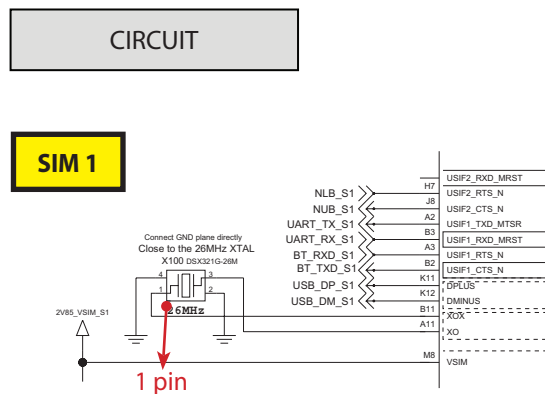 CIRCUIT
SIM 1
USIF2_RXD_MRST
H7
NLB_S1
USIF2_RTS_N
J8
NUB_S1
USIF2_CTS_N
A2
UART_TX_S1
USIF1_TXD_MTSR
B3
UART_RX_S1
USIF1_RXD_MRST
A3
BT_RXD_S1
USIF1_RTS_N
B2
BT_TXD_S1
USIF1_CTS_N
K11
USB_DP_S1
DPLUS
K12
USB_DM_S1
DMINUS
B11
XOX
A11
XO
M8
VSIM
Connect GND plane directly
Close to the 26MHz XTAL
X100 DSX321G-26M
4 3
1 2
26MHz
2V85_VSIM_S1
1 pin